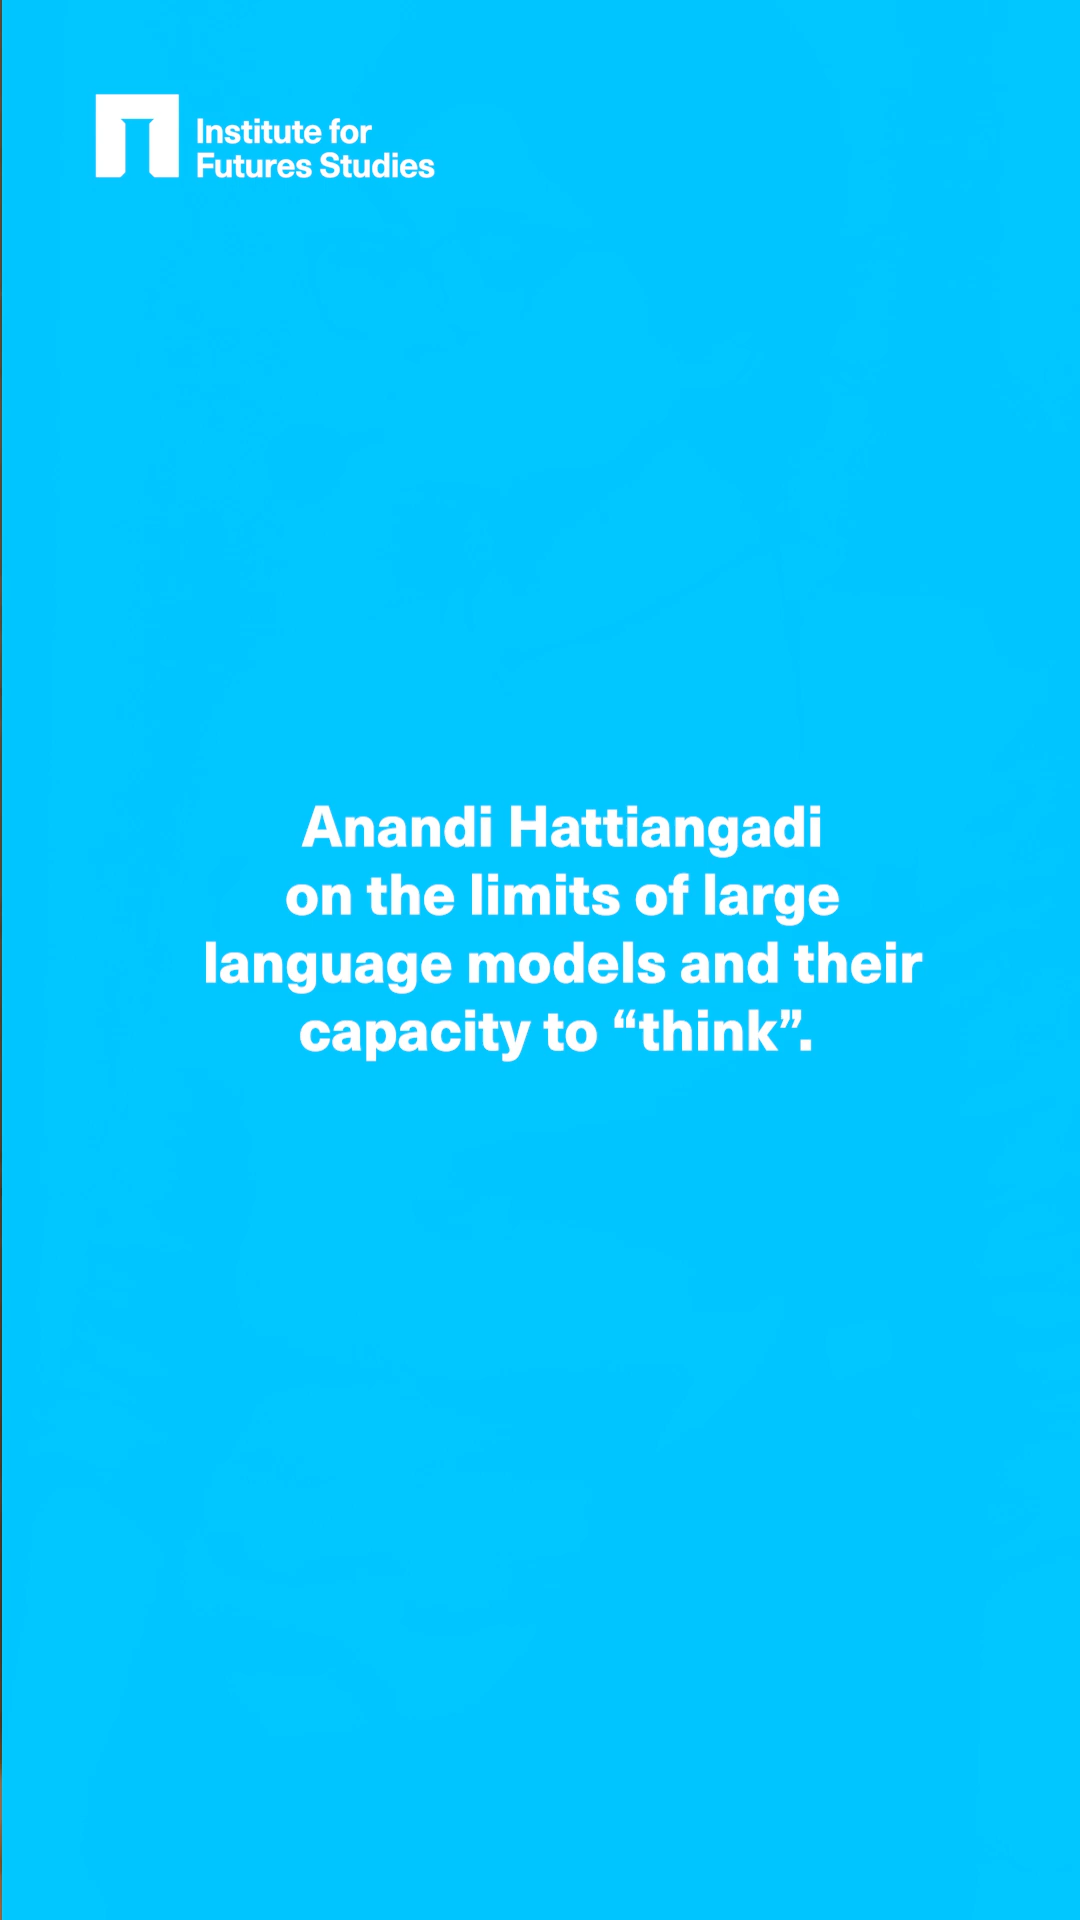 Institute for
Futures Studies
Anandi Hattiangadi
on the limits of large
language models and their
capacity to “think”.